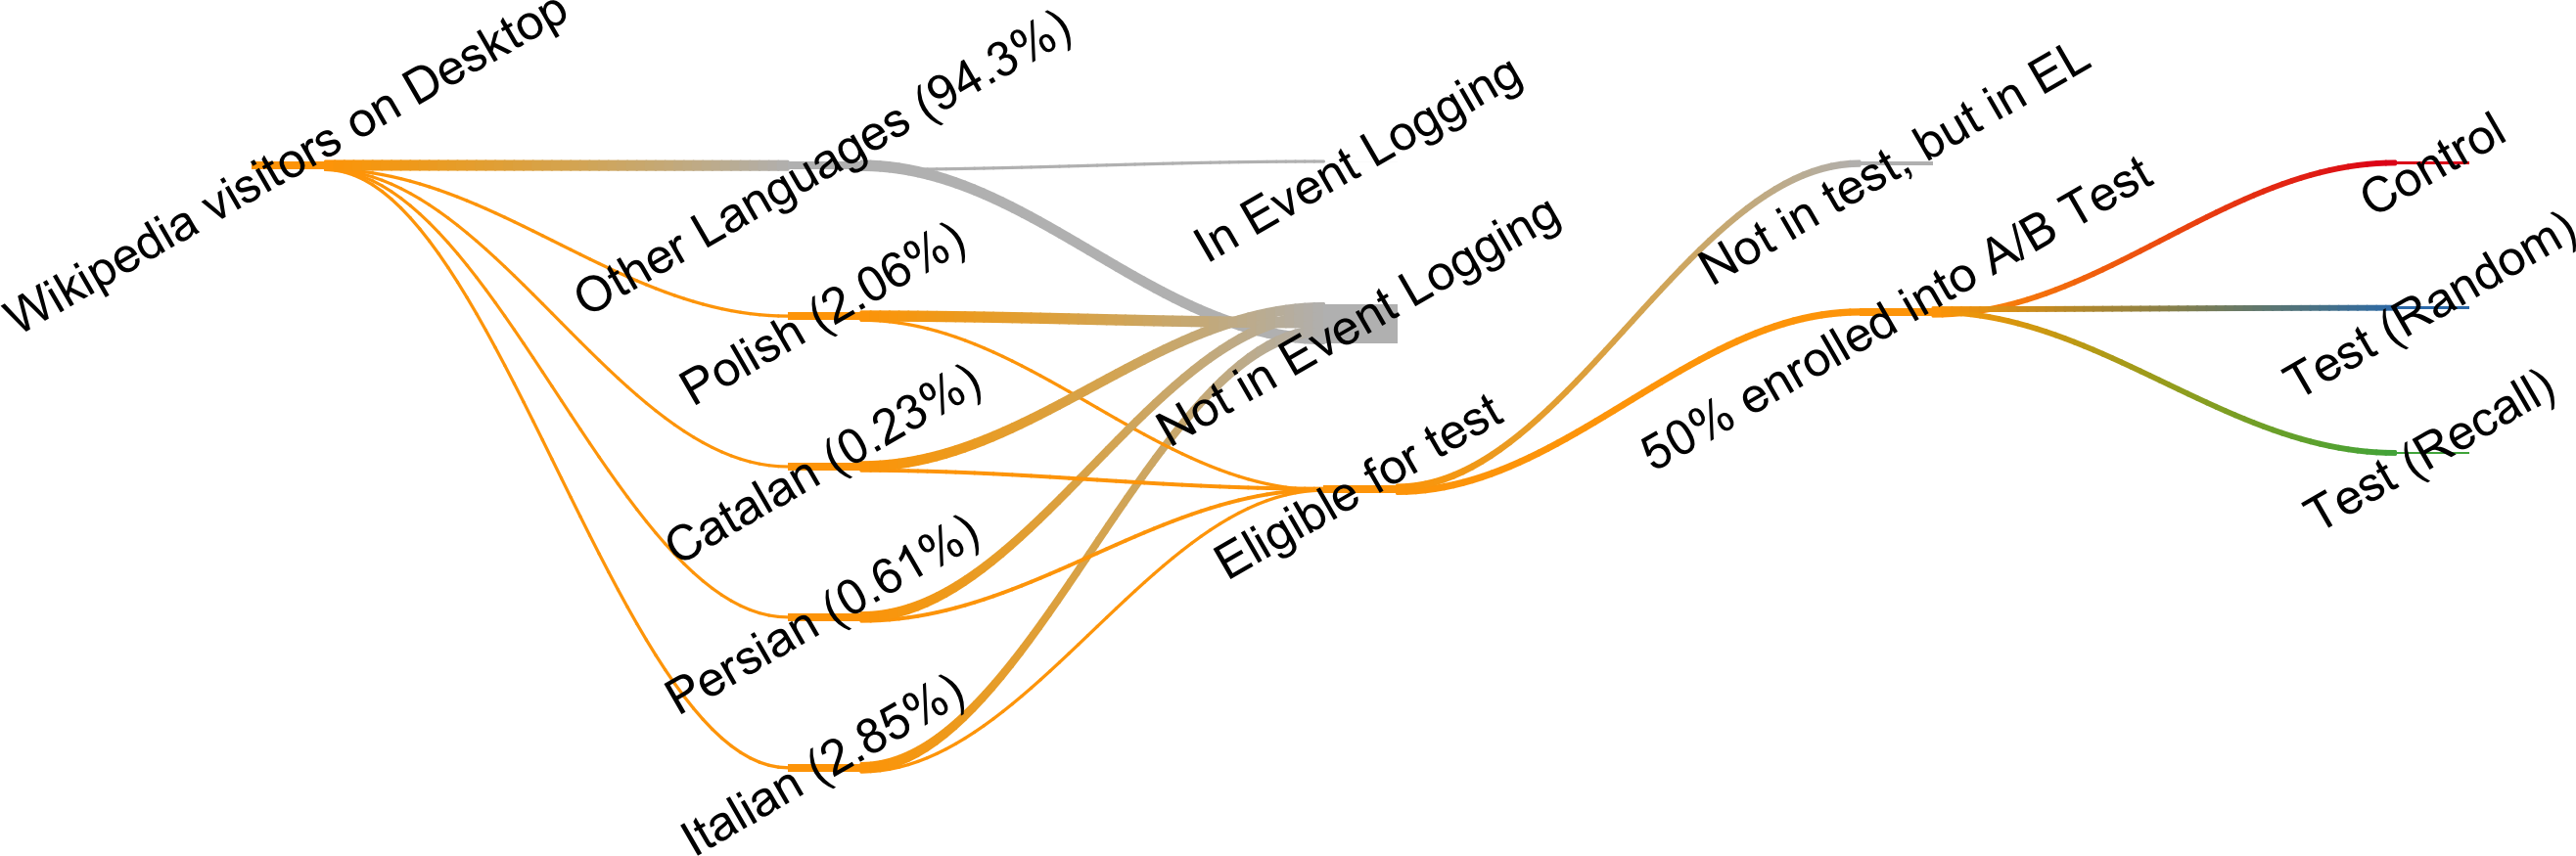 Wikipedia visitors on Desktop
Other Languages (94.3%)
Polish (2.06%)
Catalan (0.23%)
Persian (0.61%)
Italian (2.85%)
In Event Logging
Not in Event Logging
Eligible for test
Not in test, but in EL
50% enrolled into A/B Test
Control
Test (Random)
Test (Recall)